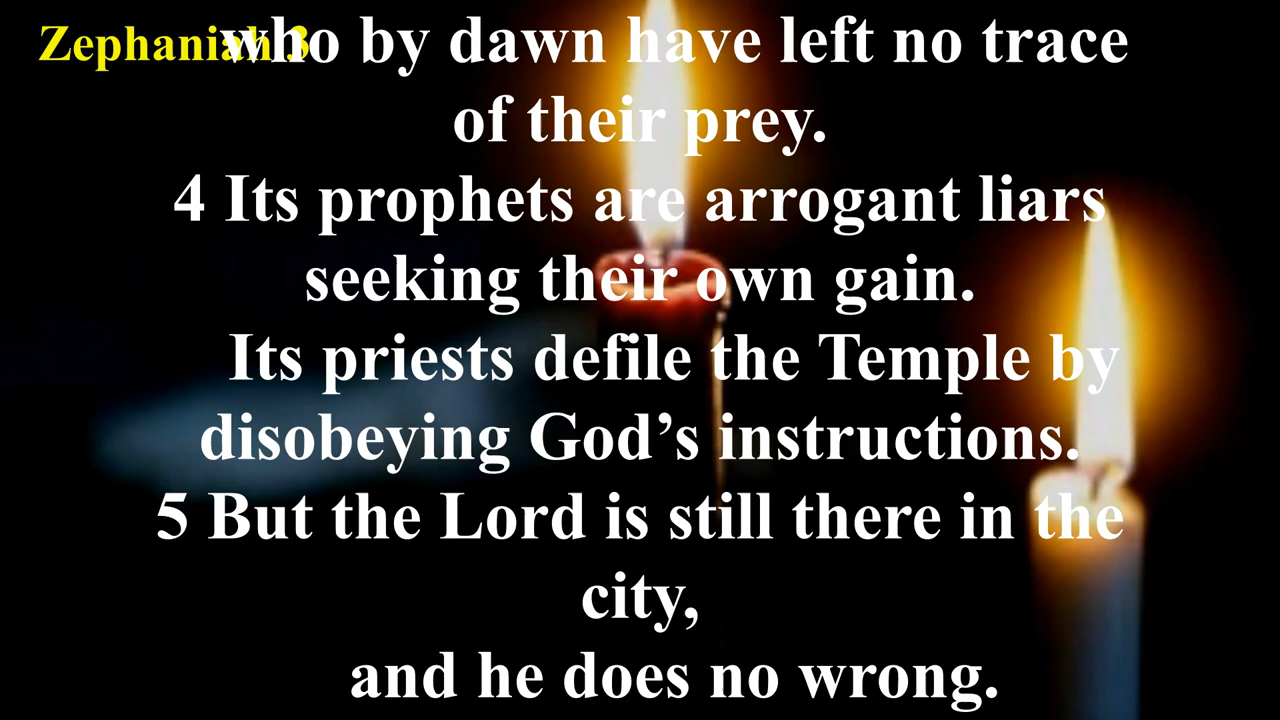 Zephaniah 3
who by dawn have left no trace
of their prey.
4 Its prophets are arrogant liars
seeking their own gain.
Its priests defile the Temple by
disobeying God’s instructions.
5 But the Lord is still there in the
city,
and he does no wrong.